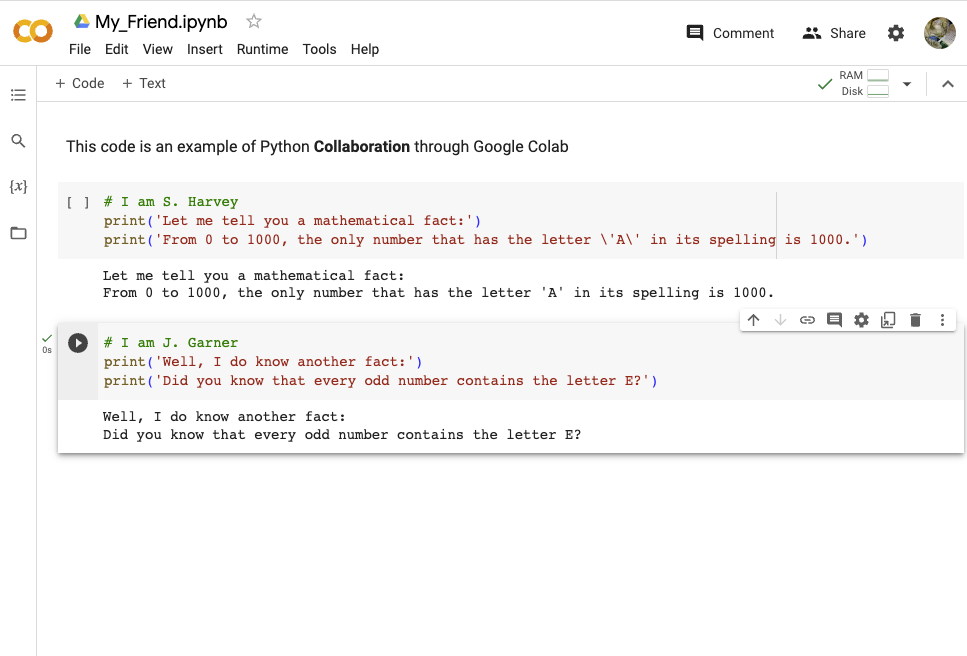 My_Friend.ipynb
File Edit View Insert Runtime Tools Help
Comment Share
+ Code + Text
RAM
Disk
This code is an example of Python Collaboration through Google Colab
{x}
[ ] # I am S. Harvey
print('Let me tell you a mathematical fact:')
print('From 0 to 1000, the only number that has the letter \'A\' in its spelling is 1000.')
Let me tell you a mathematical fact:
From 0 to 1000, the only number that has the letter 'A' in its spelling is 1000.
0s
# I am J. Garner
print('Well, I do know another fact:')
print('Did you know that every odd number contains the letter E?')
Well, I do know another fact:
Did you know that every odd number contains the letter E?